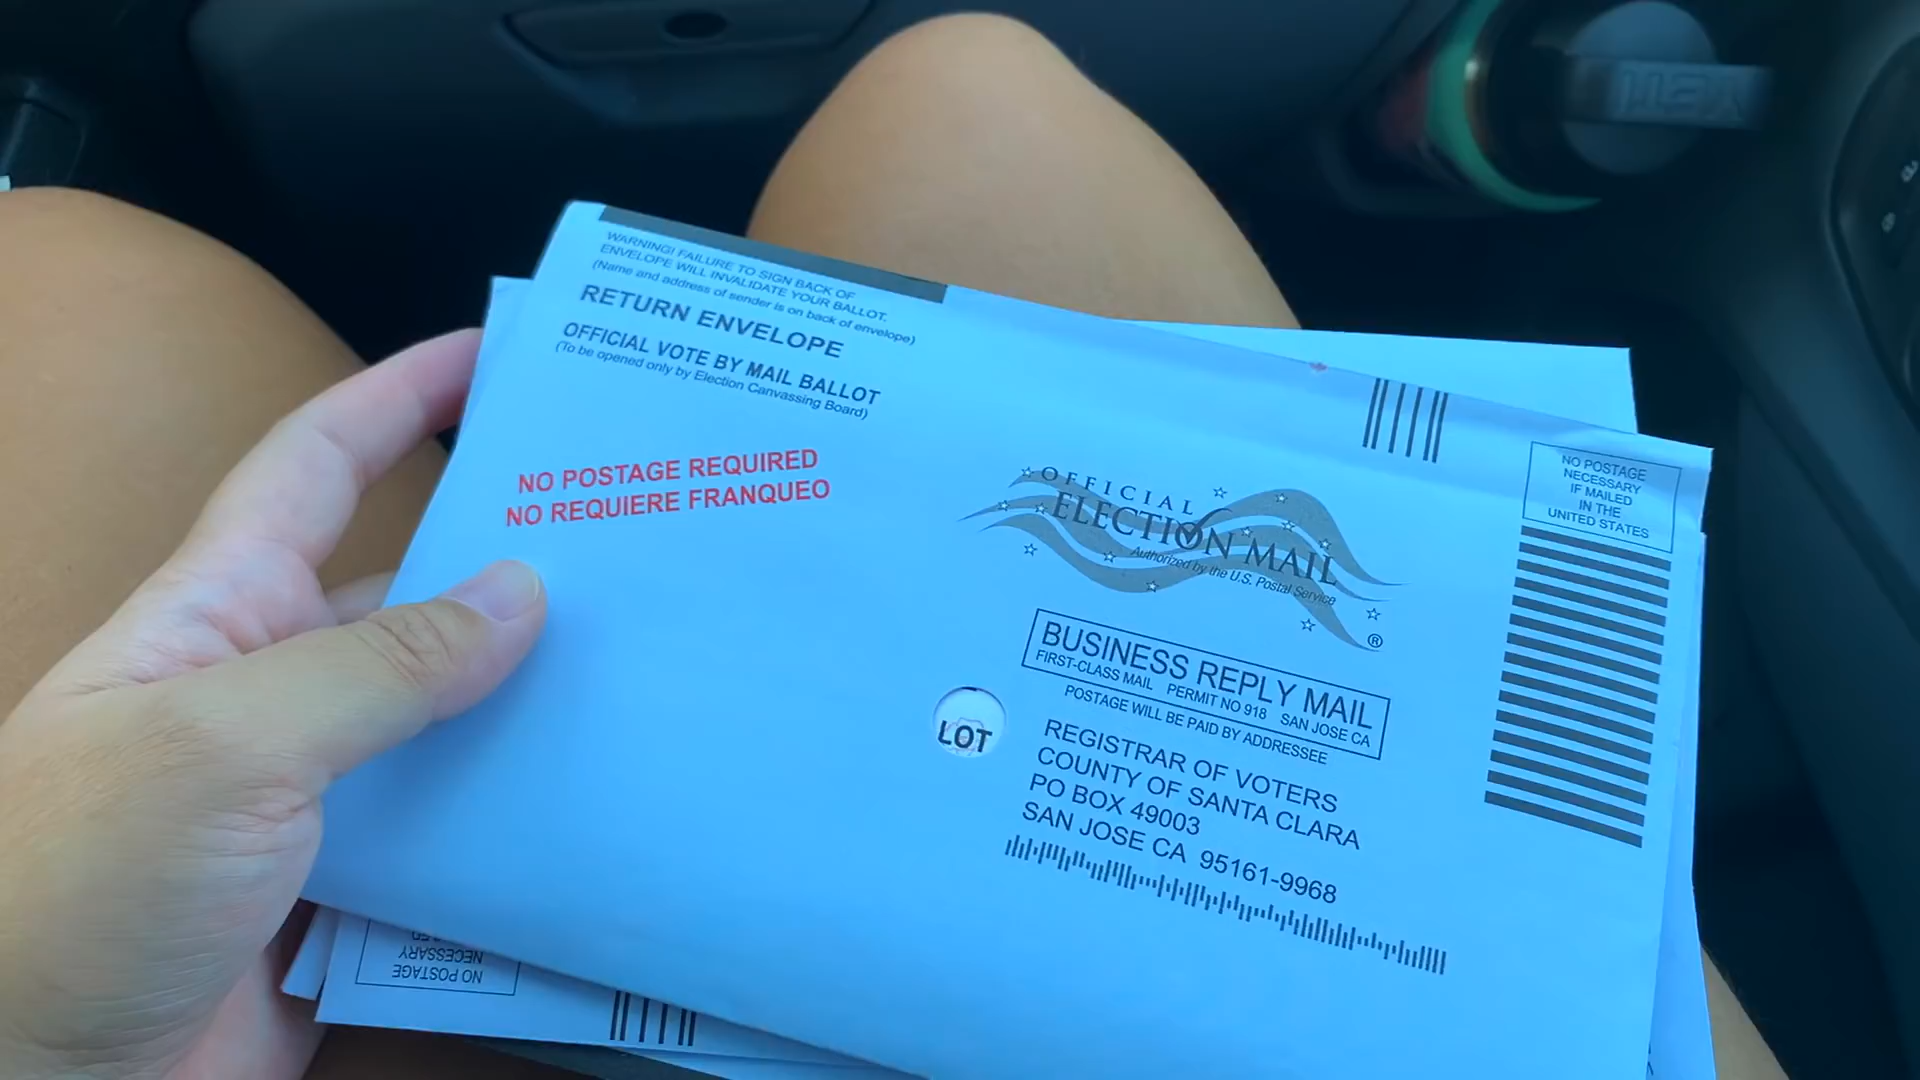 WARNING! FAILURE TO SIGN BACK OF
ENVELOPE WILL INVALIDATE YOUR BALLOT.
(Name and address of sender is on back of envelope)
RETURN ENVELOPE
OFFICIAL VOTE BY MAIL BALLOT
(To be opened only by Election Canvassing Board)
NO POSTAGE REQUIRED
NO REQUIERE FRANQUEO
NO POSTAGE
NECESSARY
IF MAILED
IN THE
UNITED STATES
OFFICIAL
ELECTION MAIL
Authorized by the U.S. Postal Service
®
BUSINESS REPLY MAIL
FIRST-CLASS MAIL PERMIT NO 918 SAN JOSE CA
POSTAGE WILL BE PAID BY ADDRESSEE
LOT
REGISTRAR OF VOTERS
COUNTY OF SANTA CLARA
PO BOX 49003
SAN JOSE CA 95161-9968
NO POSTAGE
NECESSARY